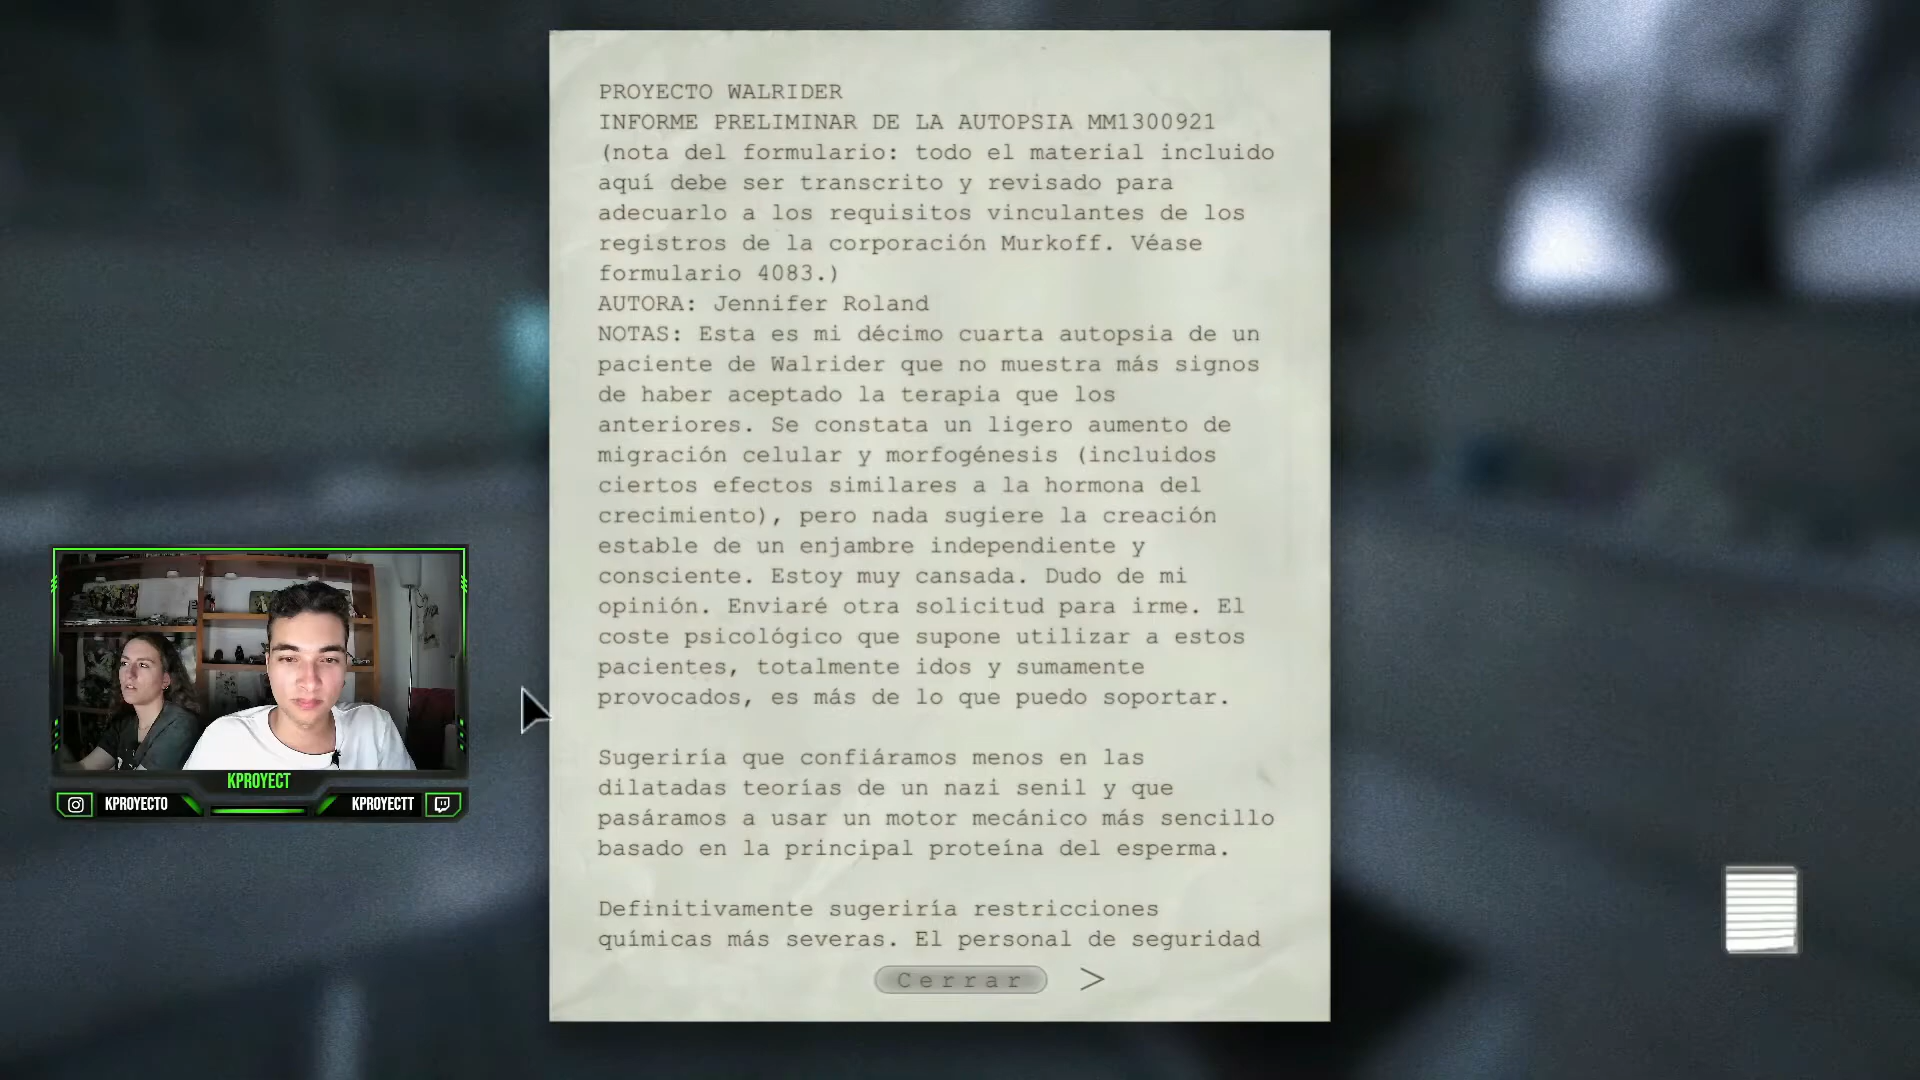 PROYECTO WALRIDER
INFORME PRELIMINAR DE LA AUTOPSIA MM1300921
(nota del formulario: todo el material incluido
aquí debe ser transcrito y revisado para
adecuarlo a los requisitos vinculantes de los
registros de la corporación Murkoff. Véase
formulario 4083.)
AUTORA: Jennifer Roland
NOTAS: Esta es mi décimo cuarta autopsia de un
paciente de Walrider que no muestra más signos
de haber aceptado la terapia que los
anteriores. Se constata un ligero aumento de
migración celular y morfogénesis (incluidos
ciertos efectos similares a la hormona del
crecimiento), pero nada sugiere la creación
estable de un enjambre independiente y
consciente. Estoy muy cansada. Dudo de mi
opinión. Enviaré otra solicitud para irme. El
coste psicológico que supone utilizar a estos
pacientes, totalmente idos y sumamente
provocados, es más de lo que puedo soportar.
Sugeriría que confiáramos menos en las
dilatadas teorías de un nazi senil y que
pasáramos a usar un motor mecánico más sencillo
basado en la principal proteína del esperma.
Definitivamente sugeriría restricciones
químicas más severas. El personal de seguridad
Cerrar >
KPROYECT
KPROYECTO
KPROYECTT